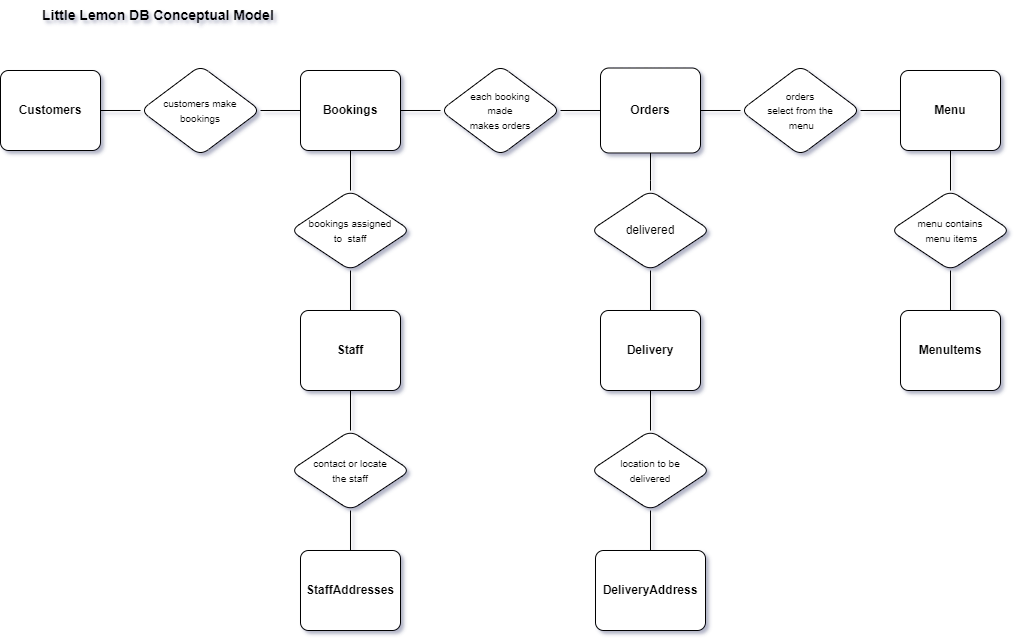 Little Lemon DB Conceptual Model
Customers
customers make
bookings
Bookings
each booking
made
makes orders
Orders
orders
select from the
menu
Menu
bookings assigned
to staff
delivered
menu contains
menu items
Staff
Delivery
MenuItems
contact or locate
the staff
location to be
delivered
StaffAddresses
DeliveryAddress